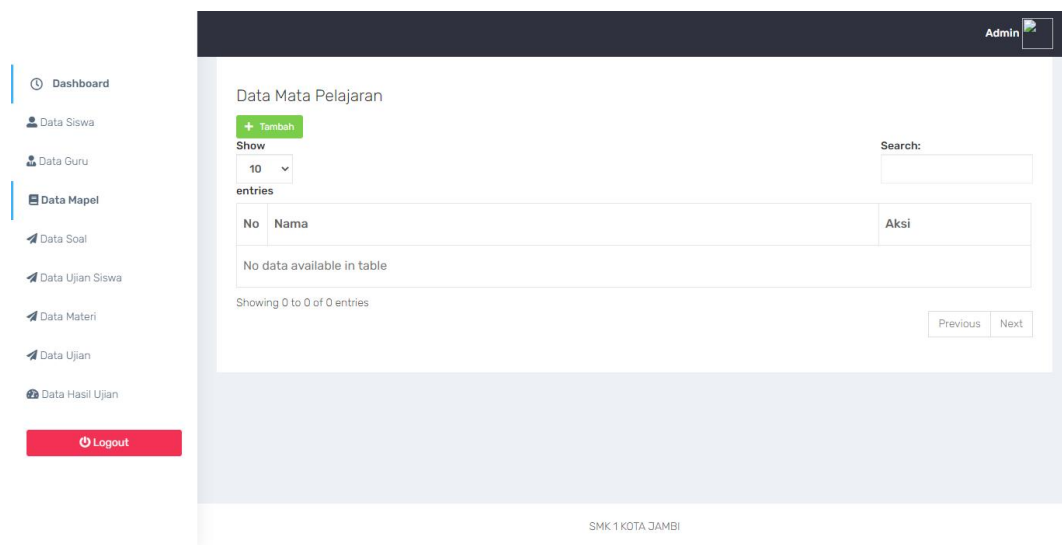 Admin
Dashboard
Data Siswa
Data Guru
Data Mapel
Data Soal
Data Ujian Siswa
Data Materi
Data Ujian
Data Hasil Ujian
Logout
Data Mata Pelajaran
+ Tambah
Show
10
entries
Search:
No Nama Aksi
No data available in table
Showing 0 to 0 of 0 entries
Previous Next
SMK 1 KOTA JAMBI